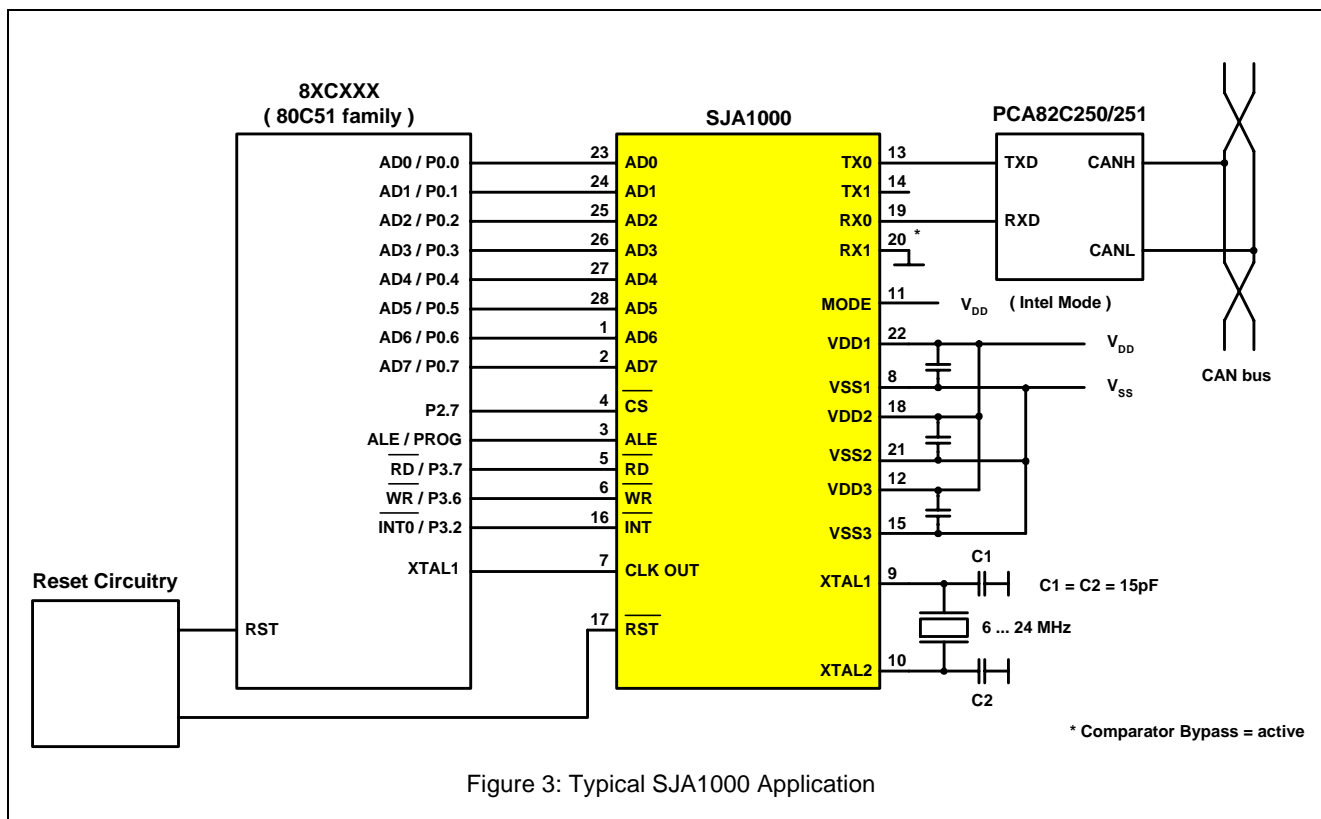 8XCXXX
( 80C51 family )
AD0 / P0.0
AD1 / P0.1
AD2 / P0.2
AD3 / P0.3
AD4 / P0.4
AD5 / P0.5
AD6 / P0.6
AD7 / P0.7
P2.7
ALE / PROG
RD / P3.7
WR / P3.6
INT0 / P3.2
XTAL1
RST
Reset Circuitry
23
24
25
26
27
28
1
2
4
3
5
6
16
7
17
SJA1000
AD0
AD1
AD2
AD3
AD4
AD5
AD6
AD7
CS
ALE
RD
WR
INT
CLK OUT
RST
TX0
TX1
RX0
RX1
MODE
VDD1
VSS1
VDD2
VSS2
VDD3
VSS3
XTAL1
XTAL2
13
14
19
20 *
11
22
8
18
21
12
15
9
10
PCA82C250/251
TXD
RXD
CANH
CANL
VDD ( Intel Mode )
VDD
VSS
CAN bus
C1
C1 = C2 = 15pF
6 ... 24 MHz
C2
* Comparator Bypass = active
Figure 3: Typical SJA1000 Application